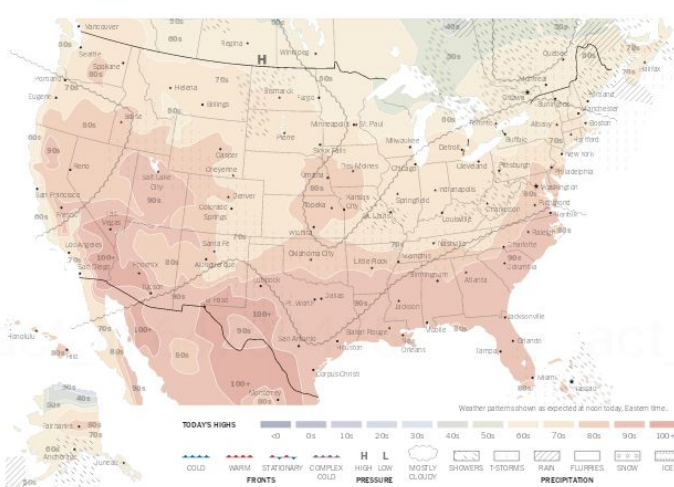 Vancouver
Seattle
Spokane
Portland
Eugene
Regina
Winnipeg
H
Helena
Billings
Bismarck
Fargo
Boise
Pierre
Minneapolis
St. Paul
Sioux Falls
Casper
Cheyenne
Reno
Salt Lake
City
San Francisco
Fresno
Las
Vegas
Los Angeles
San Diego
Phoenix
Tucson
Denver
Colorado
Springs
Santa Fe
Albuquerque
El Paso
Lubbock
Ft. Worth
Dallas
San Antonio
Houston
Corpus Christi
Monterrey
Omaha
Des Moines
Topeka
Kansas
City
Wichita
Oklahoma City
Little Rock
Memphis
Nashville
St. Louis
Springfield
Indianapolis
Louisville
Milwaukee
Chicago
Detroit
Cleveland
Pittsburgh
Charleston
Toronto
Ottawa
Montreal
Québec
Halifax
Portland
Burlington
Manchester
Albany
Boston
Hartford
Buffalo
New York
Philadelphia
Washington
Richmond
Norfolk
Raleigh
Charlotte
Columbia
Atlanta
Birmingham
Jackson
Baton Rouge
New
Orleans
Mobile
Jacksonville
Orlando
Tampa
Miami
Nassau
Honolulu
Hilo
Fairbanks
Anchorage
Juneau
50s
60s
70s
80s
90s
100+
Weather patterns shown as expected at noon today, Eastern time.
TODAY'S HIGHS
<0 0s 10s 20s 30s 40s 50s 60s 70s 80s 90s 100+
COLD WARM STATIONARY COMPLEX COLD
HIGH LOW
MOSTLY CLOUDY
SHOWERS T-STORMS RAIN FLURRIES SNOW ICE
FRONTS PRESSURE PRECIPITATION